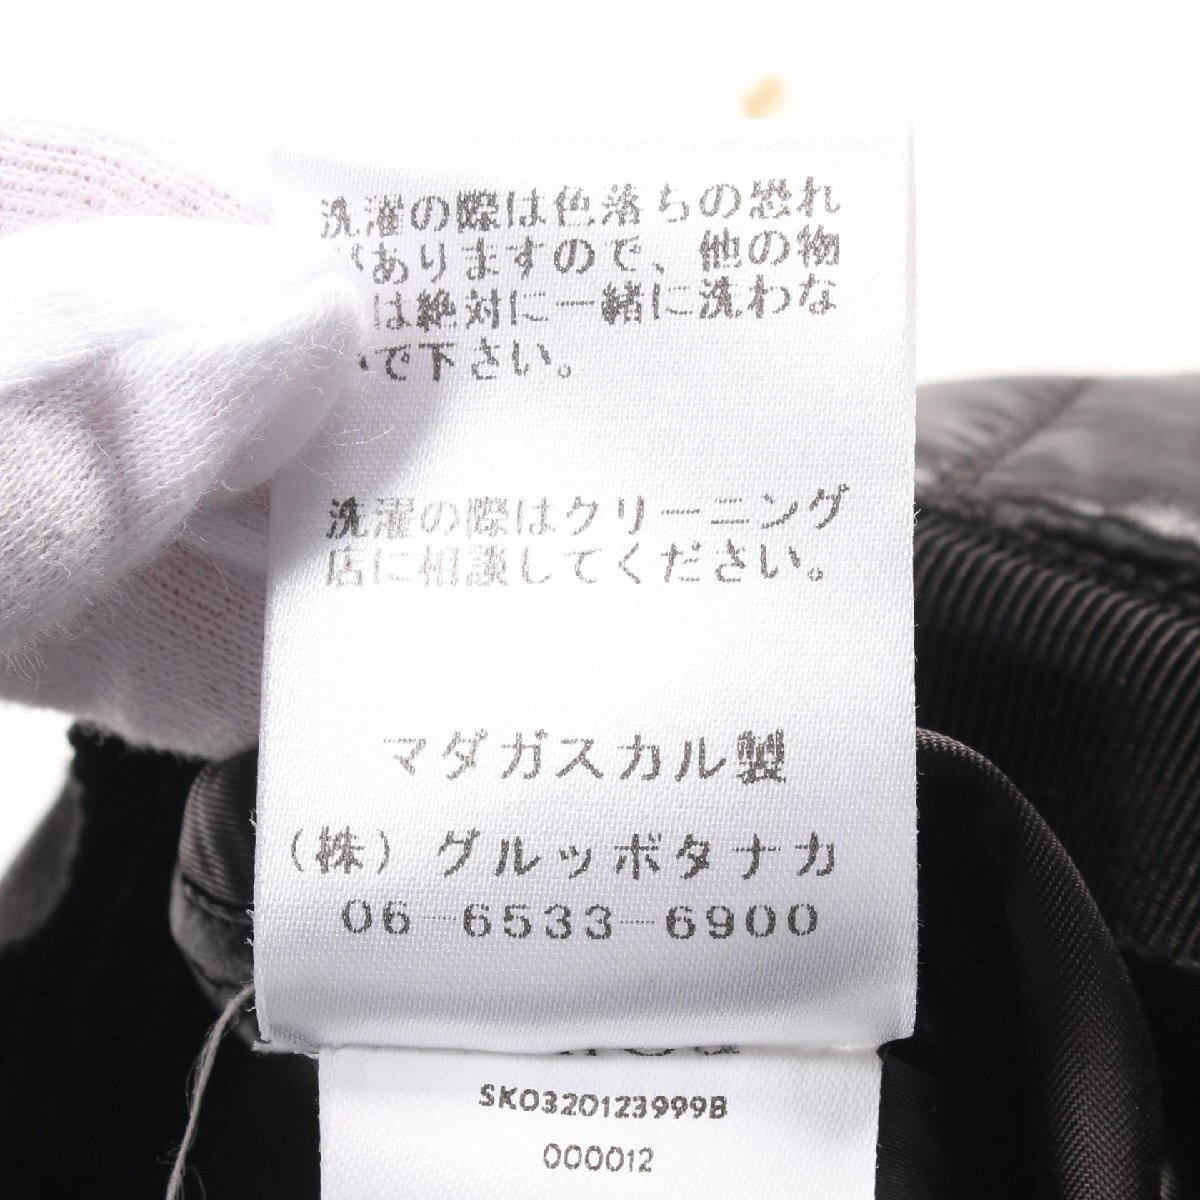 洗濯の際は色落ちの恐れ
がありますので、他の物
は絶対に一緒に洗わな
いで下さい。
洗濯の際はクリーニング
店に相談してください。
マダガスカル製
(株) グルッポタナカ
06-6533-6900
SK0320123999B
000012